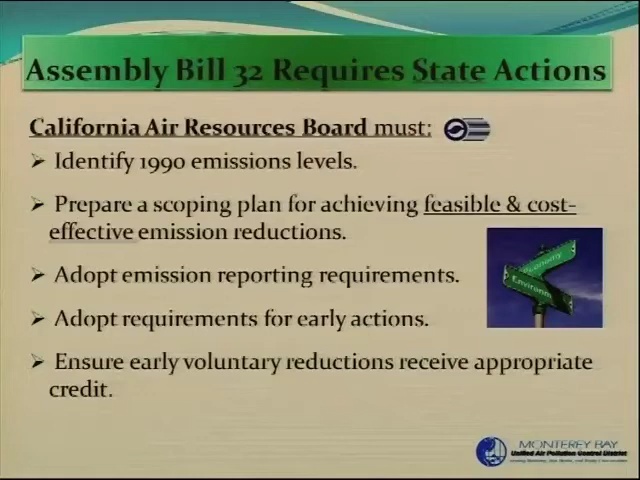 Assembly Bill 32 Requires State Actions
California Air Resources Board must:
➢ Identify 1990 emissions levels.
➢ Prepare a scoping plan for achieving feasible & cost-
effective emission reductions.
Economy
Environm
➢ Adopt emission reporting requirements.
➢ Adopt requirements for early actions.
➢ Ensure early voluntary reductions receive appropriate
credit.
MONTEREY BAY
Unified Air Pollution Control District